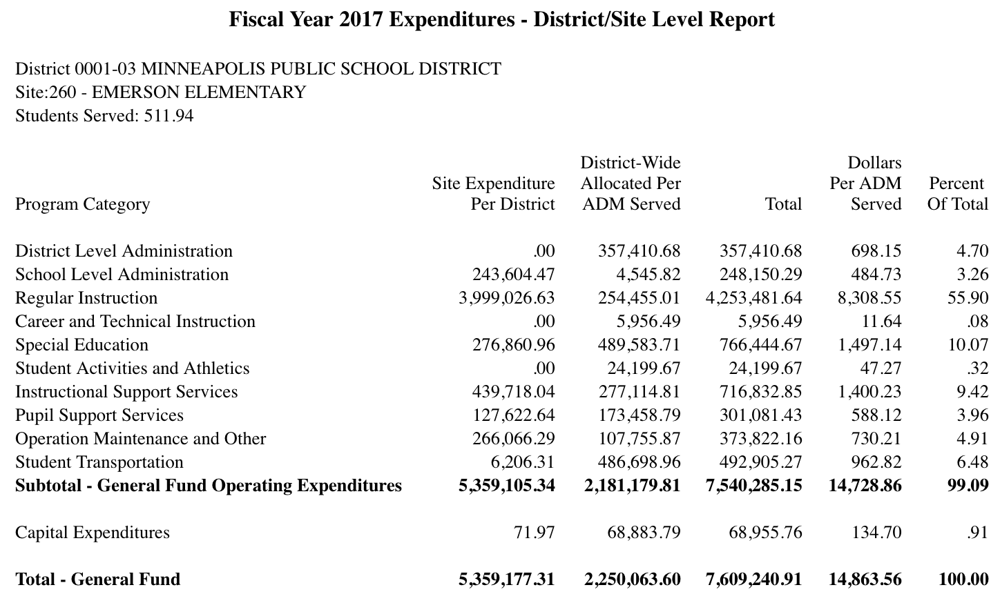 Fiscal Year 2017 Expenditures - District/Site Level Report
District 0001-03 MINNEAPOLIS PUBLIC SCHOOL DISTRICT
Site:260 - EMERSON ELEMENTARY
Students Served: 511.94
District-Wide Dollars
Site Expenditure Allocated Per Per ADM Percent
Program Category Per District ADM Served Total Served Of Total
District Level Administration .00 357,410.68 357,410.68 698.15 4.70
School Level Administration 243,604.47 4,545.82 248,150.29 484.73 3.26
Regular Instruction 3,999,026.63 254,455.01 4,253,481.64 8,308.55 55.90
Career and Technical Instruction .00 5,956.49 5,956.49 11.64 .08
Special Education 276,860.96 489,583.71 766,444.67 1,497.14 10.07
Student Activities and Athletics .00 24,199.67 24,199.67 47.27 .32
Instructional Support Services 439,718.04 277,114.81 716,832.85 1,400.23 9.42
Pupil Support Services 127,622.64 173,458.79 301,081.43 588.12 3.96
Operation Maintenance and Other 266,066.29 107,755.87 373,822.16 730.21 4.91
Student Transportation 6,206.31 486,698.96 492,905.27 962.82 6.48
Subtotal - General Fund Operating Expenditures 5,359,105.34 2,181,179.81 7,540,285.15 14,728.86 99.09
Capital Expenditures 71.97 68,883.79 68,955.76 134.70 .91
Total - General Fund 5,359,177.31 2,250,063.60 7,609,240.91 14,863.56 100.00